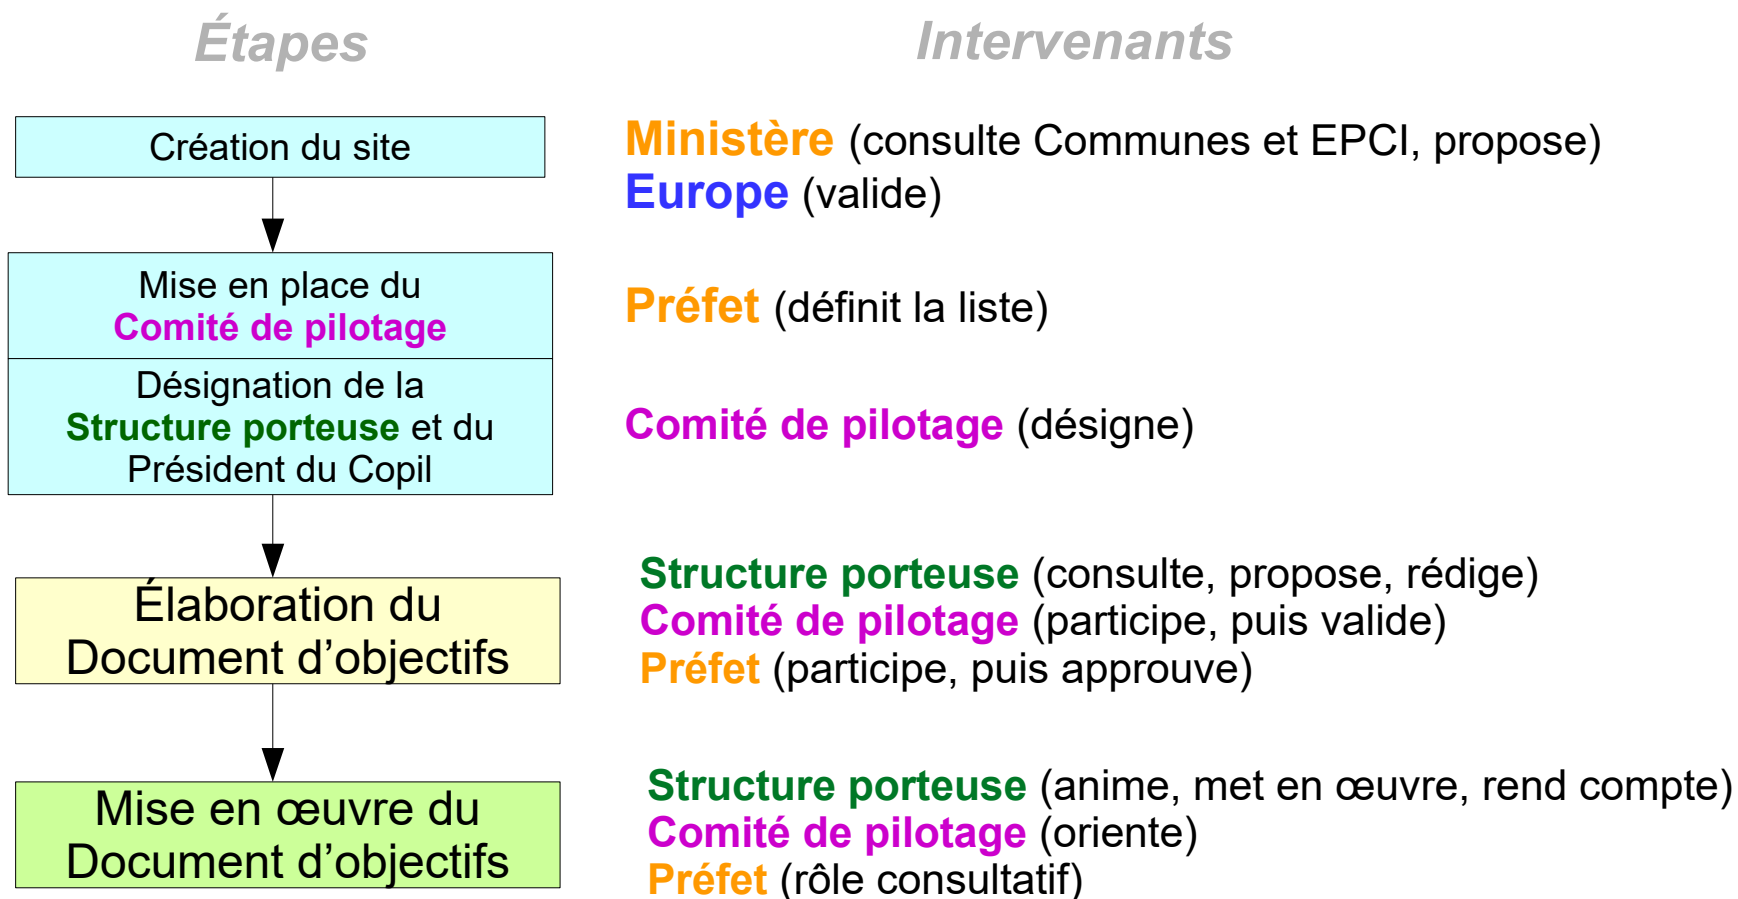 Étapes
Intervenants
Création du site
Ministère (consulte Communes et EPCI, propose)
Europe (valide)
Mise en place du
Comité de pilotage
Préfet (définit la liste)
Désignation de la
Structure porteuse et du
Président du Copil
Comité de pilotage (désigne)
Élaboration du
Document d’objectifs
Structure porteuse (consulte, propose, rédige)
Comité de pilotage (participe, puis valide)
Préfet (participe, puis approuve)
Mise en œuvre du
Document d’objectifs
Structure porteuse (anime, met en œuvre, rend compte)
Comité de pilotage (oriente)
Préfet (rôle consultatif)